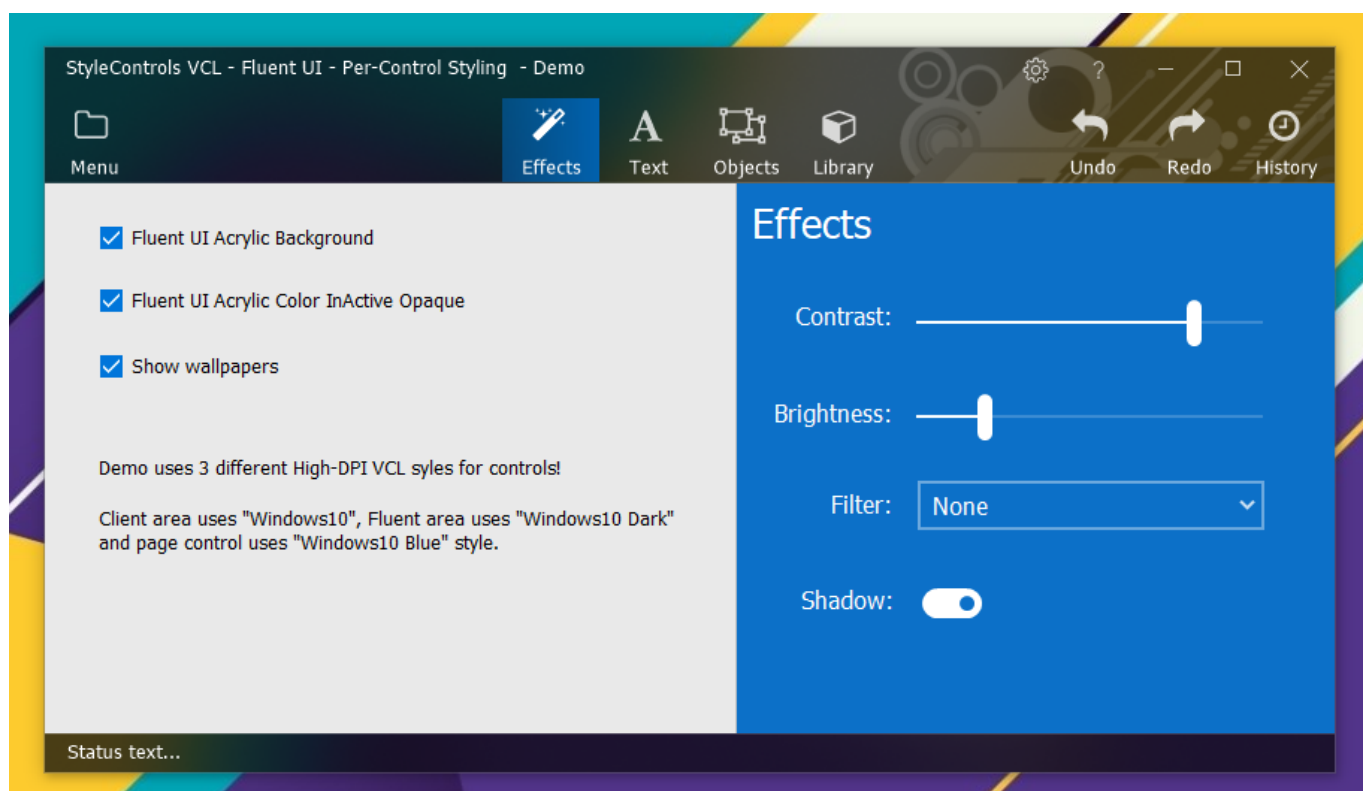 StyleControls VCL - Fluent UI - Per-Control Styling - Demo
?
Menu
Effects
Text
Objects
Library
Undo
Redo
History
Fluent UI Acrylic Background
Fluent UI Acrylic Color InActive Opaque
Show wallpapers
Demo uses 3 different High-DPI VCL syles for controls!
Client area uses "Windows10", Fluent area uses "Windows10 Dark"
and page control uses "Windows10 Blue" style.
Effects
Contrast:
Brightness:
Filter:
None
Shadow:
Status text...